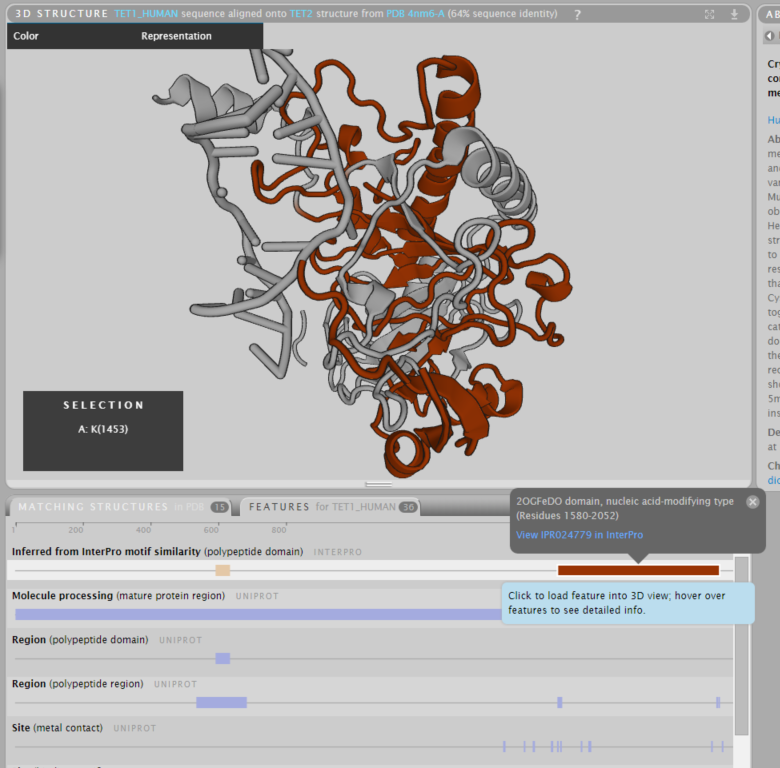 3D STRUCTURE TET1_HUMAN sequence aligned onto TET2 structure from PDB 4nm6-A (64% sequence identity) ?
Color Representation
SELECTION
A: K(1453)
AB
Cr
co
me
Hu
Ab
me
and
var
Mu
ob
He
str
to
res
tha
Cy
tog
cat
do
the
rec
sho
5m
ins
De
at
Ch
dic
MATCHING STRUCTURES in PDB 15 FEATURES for TET1_HUMAN 36
1 200 400 600 800
2OGFeDO domain, nucleic acid-modifying type
(Residues 1580-2052)
View IPR024779 in InterPro
Inferred from InterPro motif similarity (polypeptide domain) INTERPRO
Click to load feature into 3D view; hover over
features to see detailed info.
Molecule processing (mature protein region) UNIPROT
Region (polypeptide domain) UNIPROT
Region (polypeptide region) UNIPROT
Site (metal contact) UNIPROT